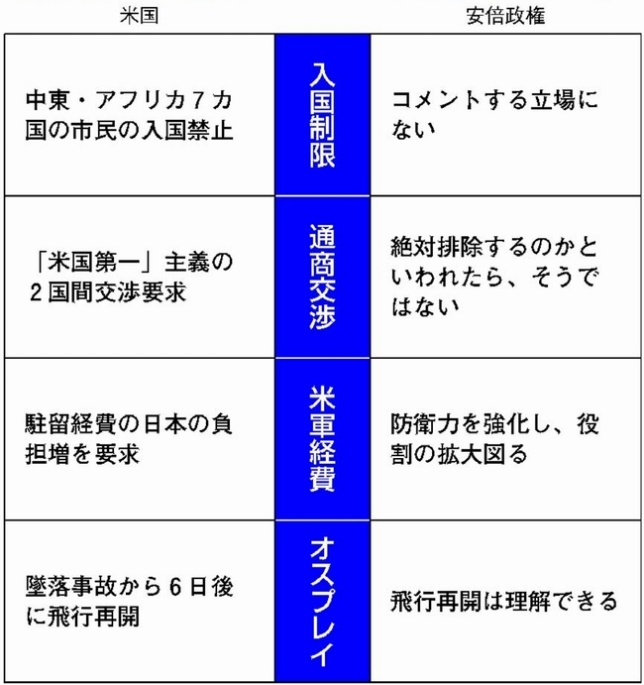 米国
安倍政権
中東・アフリカ7カ
国の市民の入国禁止
入国制限
コメントする立場に
ない
「米国第一」主義の
2国間交渉要求
通商交渉
絶対排除するのかと
いわれたら、そうで
はない
駐留経費の日本の負
担増を要求
米軍経費
防衛力を強化し、役
割の拡大図る
墜落事故から6日後
に飛行再開
オスプレイ
飛行再開は理解できる